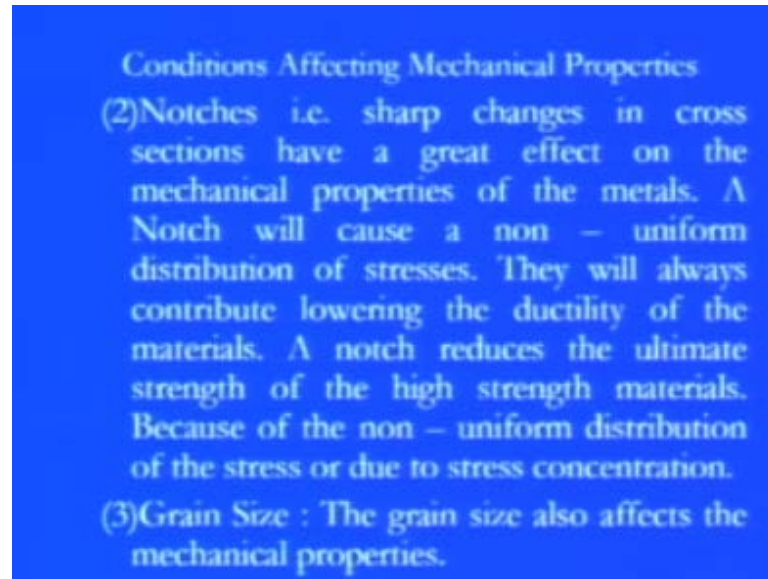 Conditions Affecting Mechanical Properties
(2)Notches i.e. sharp changes in cross
sections have a great effect on the
mechanical properties of the metals. A
Notch will cause a non – uniform
distribution of stresses. They will always
contribute lowering the ductility of the
materials. A notch reduces the ultimate
strength of the high strength materials.
Because of the non – uniform distribution
of the stress or due to stress concentration.
(3)Grain Size : The grain size also affects the
mechanical properties.